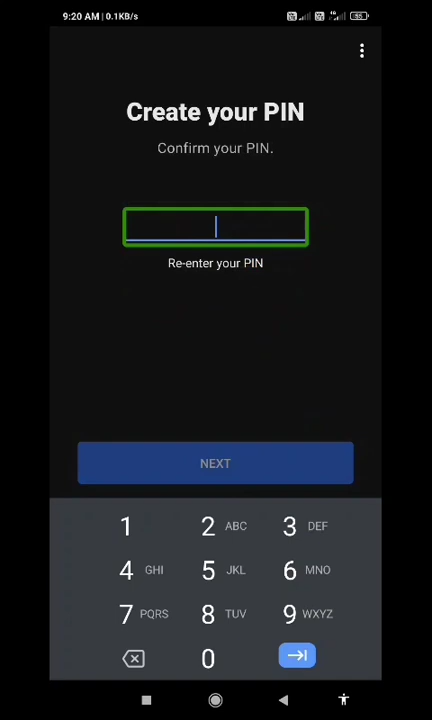 9:20 AM | 0.1KB/s
Create your PIN
Confirm your PIN.
Re-enter your PIN
NEXT
1 2 ABC 3 DEF
4 GHI 5 JKL 6 MNO
7 PQRS 8 TUV 9 WXYZ
0